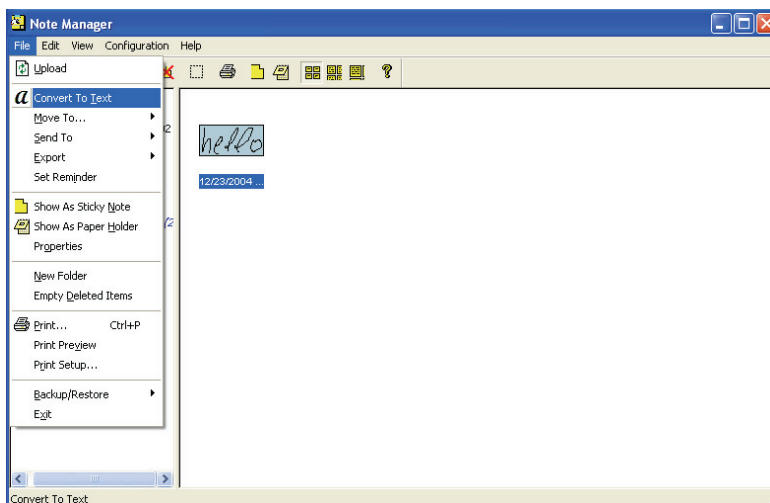 Note Manager
File Edit View Configuration Help
Upload
a Convert To Text
Move To...
Send To
Export
Set Reminder
Show As Sticky Note
Show As Paper Holder
Properties
New Folder
Empty Deleted Items
Print... Ctrl+P
Print Preview
Print Setup...
Backup/Restore
Exit
hello
12/23/2004 ...
Convert To Text